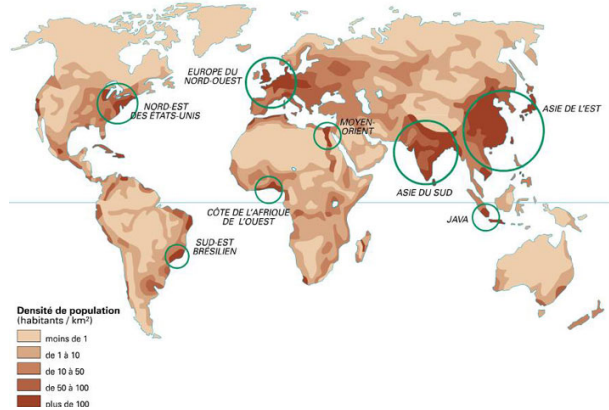 EUROPE DU
NORD-OUEST
NORD-EST
DES ÉTATS-UNIS
MOYEN-
ORIENT
ASIE DE L'EST
ASIE DU SUD
CÔTE DE L'AFRIQUE
DE L'OUEST
JAVA
SUD-EST
BRÉSILIEN
Densité de population
(habitants / km²)
moins de 1
de 1 à 10
de 10 à 50
de 50 à 100
plus de 100